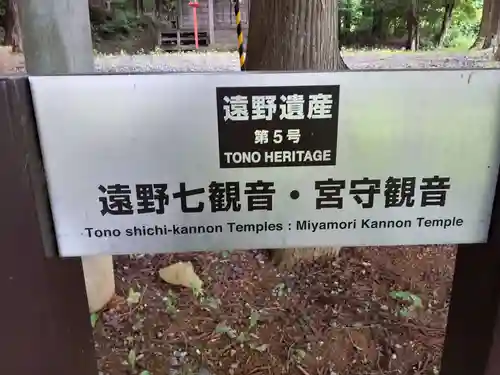 遠野遺産
第5号
TONO HERITAGE
遠野七観音・宮守観音
Tono shichi-kannon Temples : Miyamori Kannon Temple